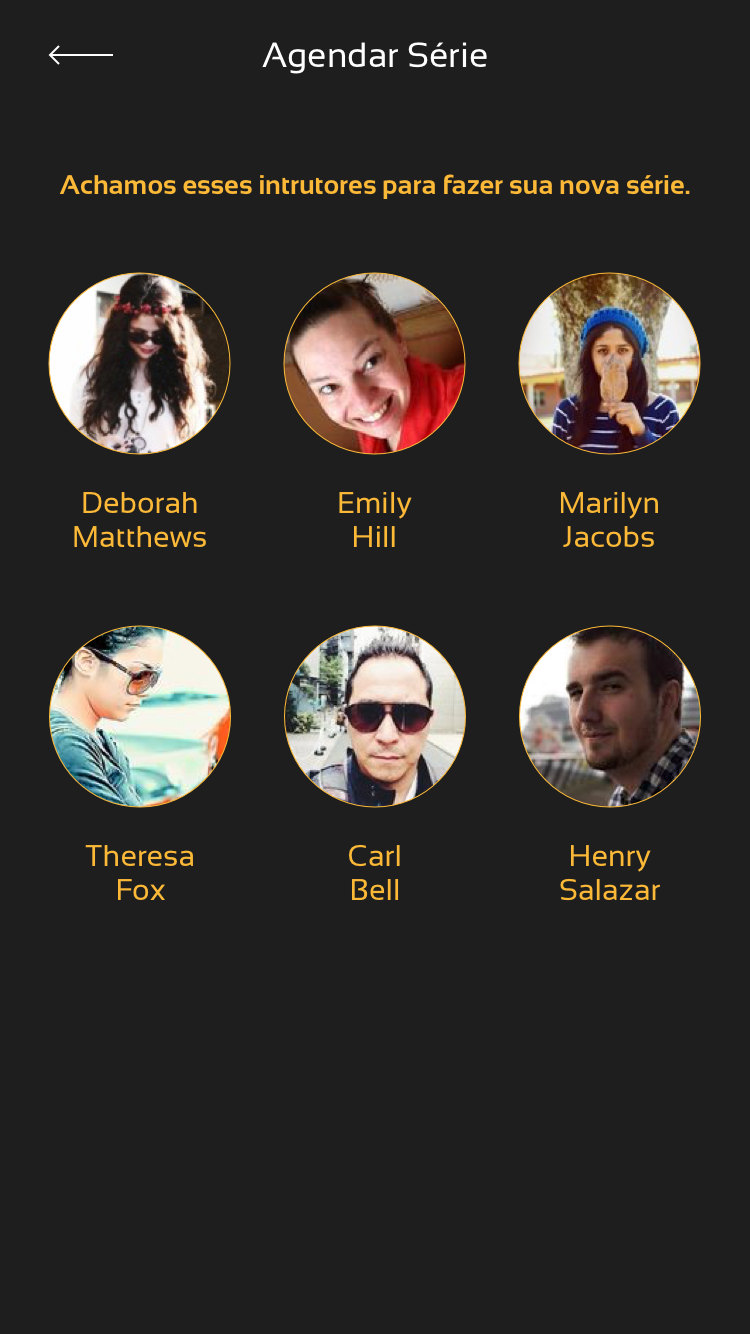 Agendar Série
Achamos esses intrutores para fazer sua nova série.
Deborah
Matthews
Emily
Hill
Marilyn
Jacobs
Theresa
Fox
Carl
Bell
Henry
Salazar